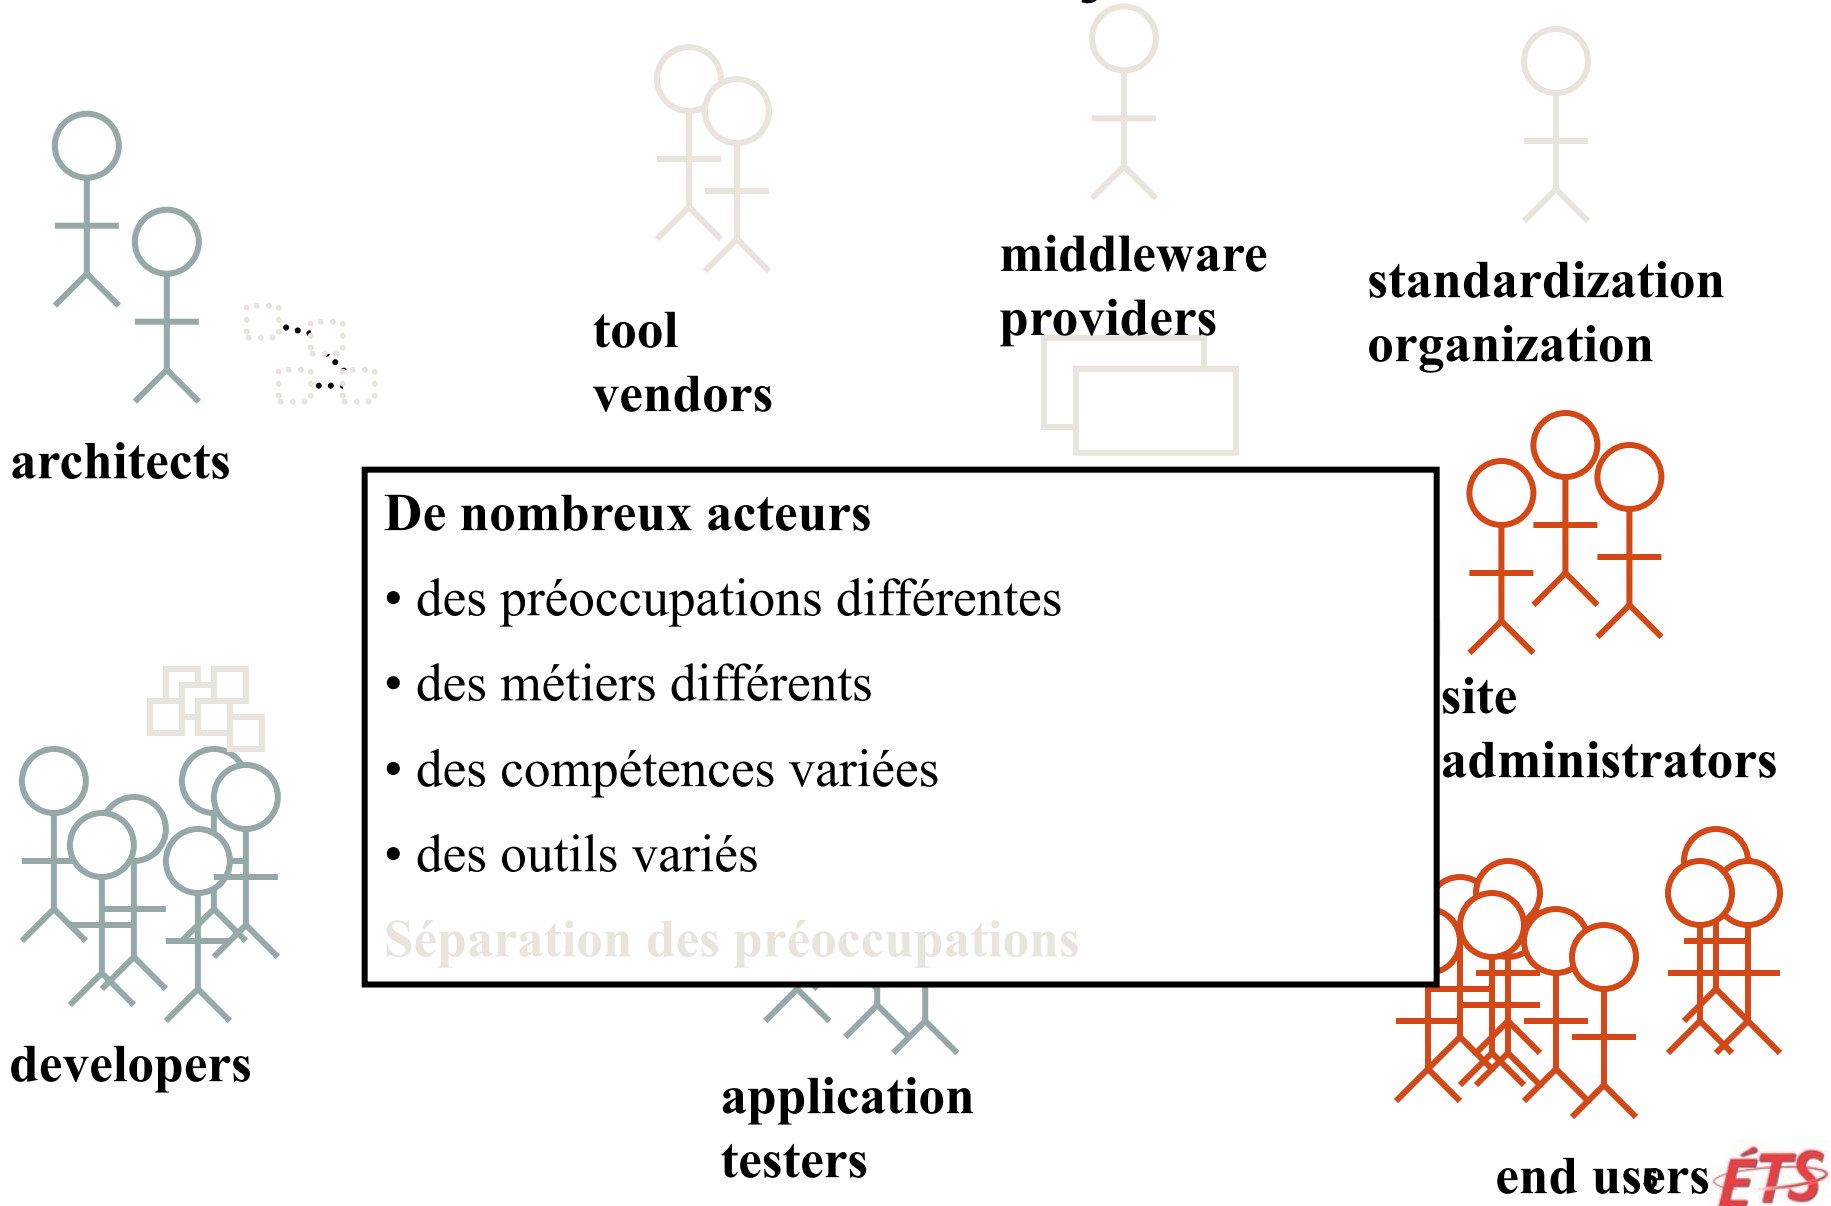 middleware
providers
standardization
organization
tool
vendors
architects
De nombreux acteurs
• des préoccupations différentes
• des métiers différents
• des compétences variées
• des outils variés
Séparation des préoccupations
site
administrators
developers
application
testers
end users
ÉTS